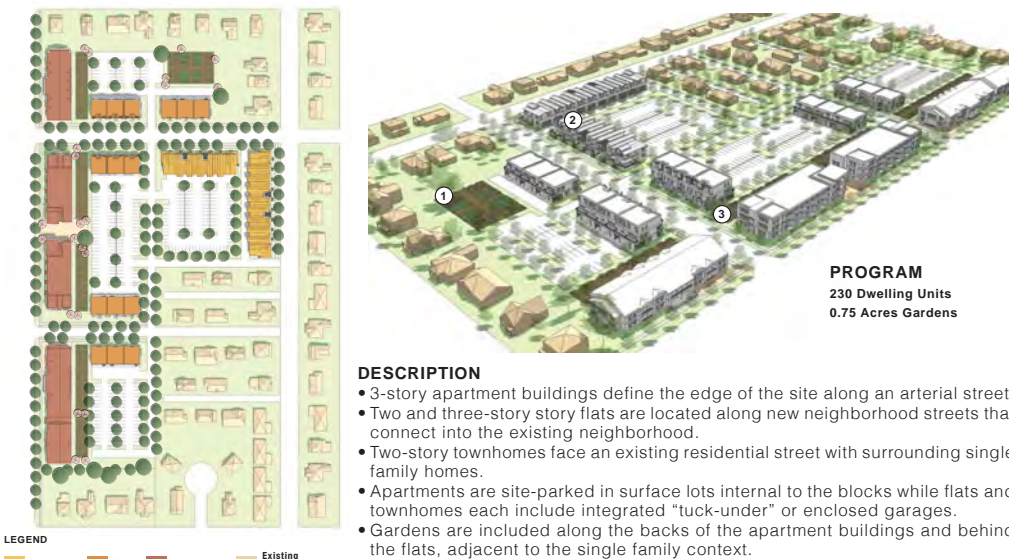 1
2
3
PROGRAM
230 Dwelling Units
0.75 Acres Gardens
DESCRIPTION
• 3-story apartment buildings define the edge of the site along an arterial street
• Two and three-story story flats are located along new neighborhood streets tha
connect into the existing neighborhood.
• Two-story townhomes face an existing residential street with surrounding single
family homes.
• Apartments are site-parked in surface lots internal to the blocks while flats and
townhomes each include integrated “tuck-under” or enclosed garages.
• Gardens are included along the backs of the apartment buildings and behind
the flats, adjacent to the single family context.
LEGEND
Existing